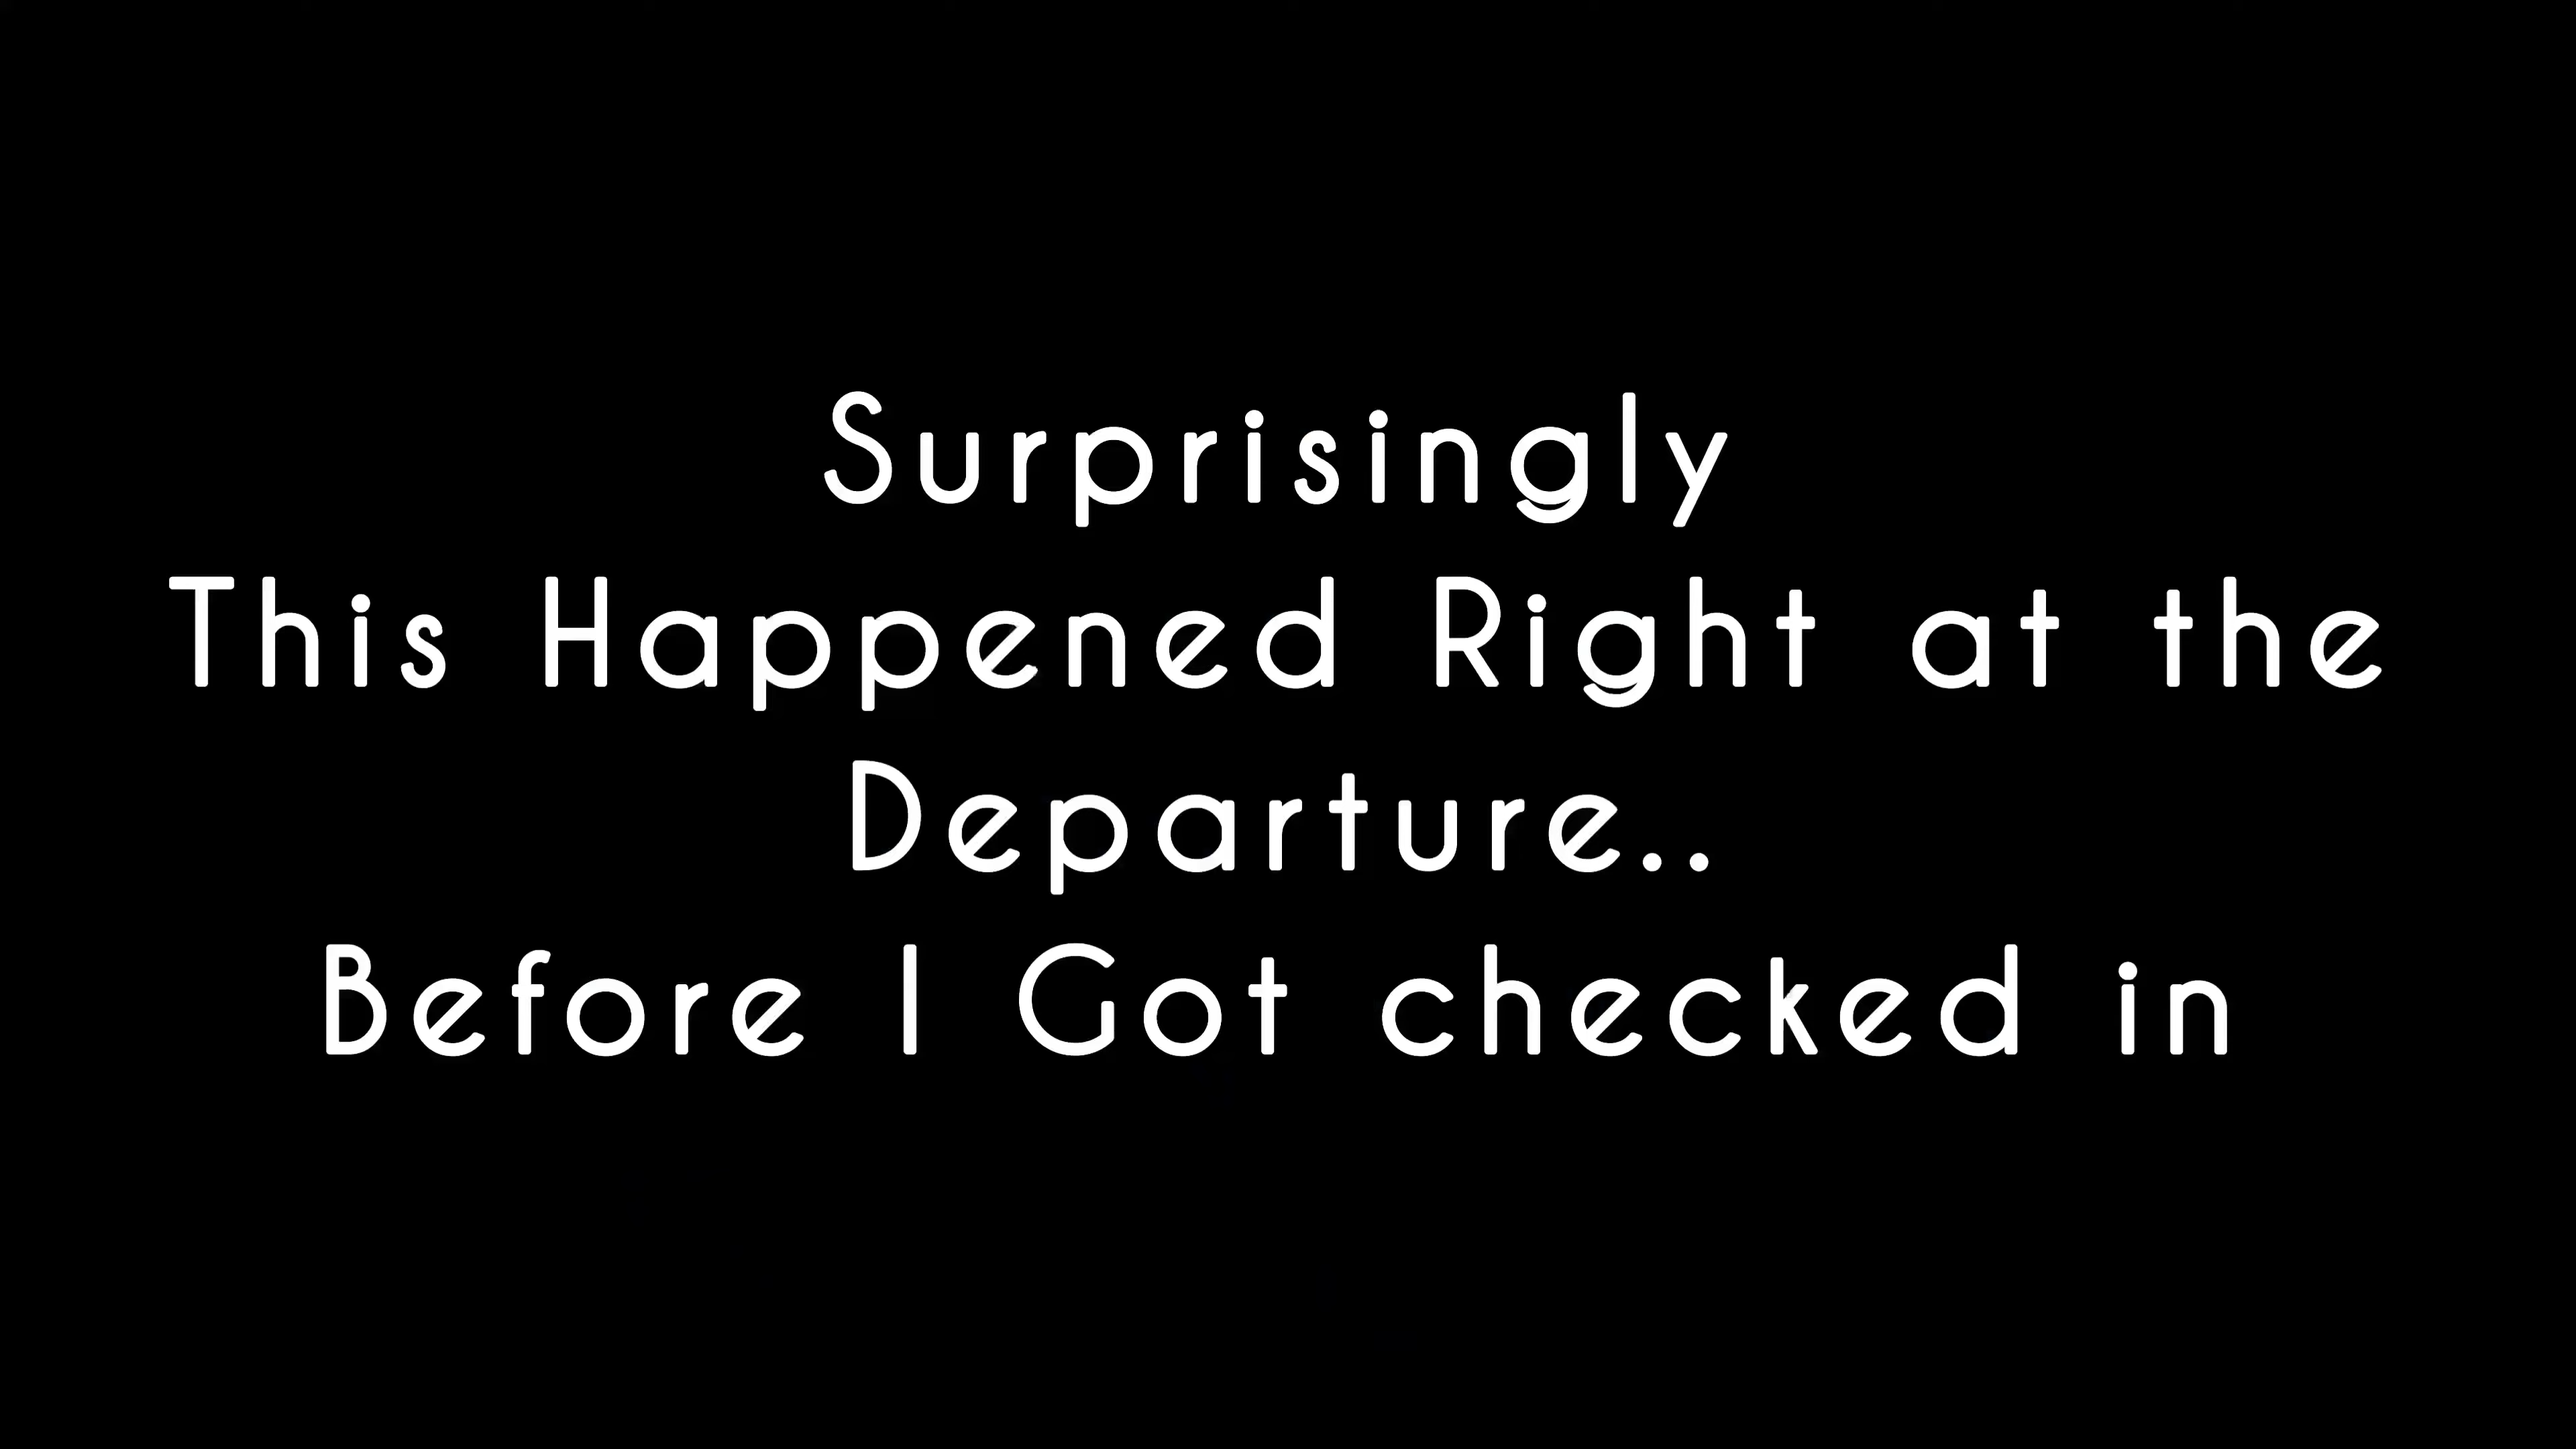 Surprisingly
This Happened Right at the
Departure..
Before I Got checked in